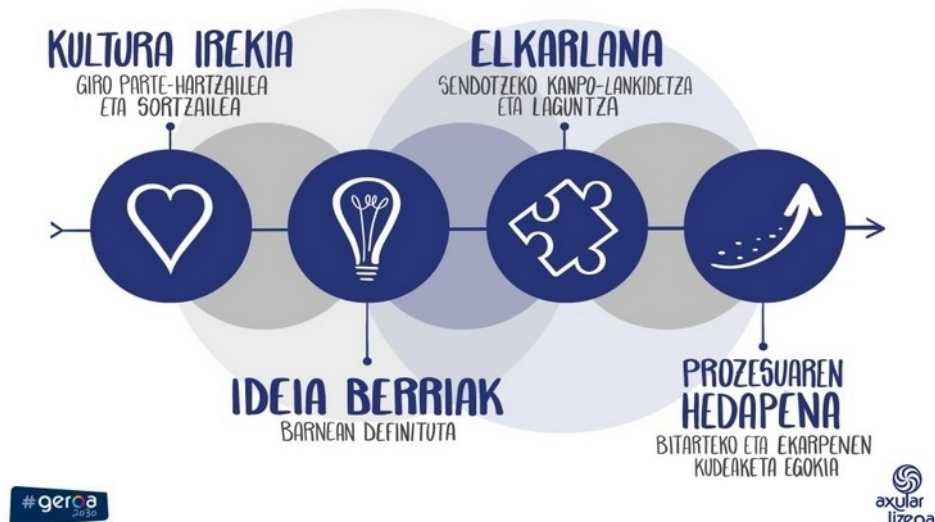 KULTURA IREKIA
GIRO PARTE-HARTZAILEA
ETA SORTZAILEA
ELKARLANA
SENDOTZEKO KANPO-LANKIDETZA
ETA LAGUNTZA
IDEIA BERRIAK
BARNEAN DEFINITUTA
PROZESUAREN
HEDAPENA
BITARTEKO ETA EKARPENEN
KUDEAKETA EGOKIA
#geroa
2030
axular
lizeoa